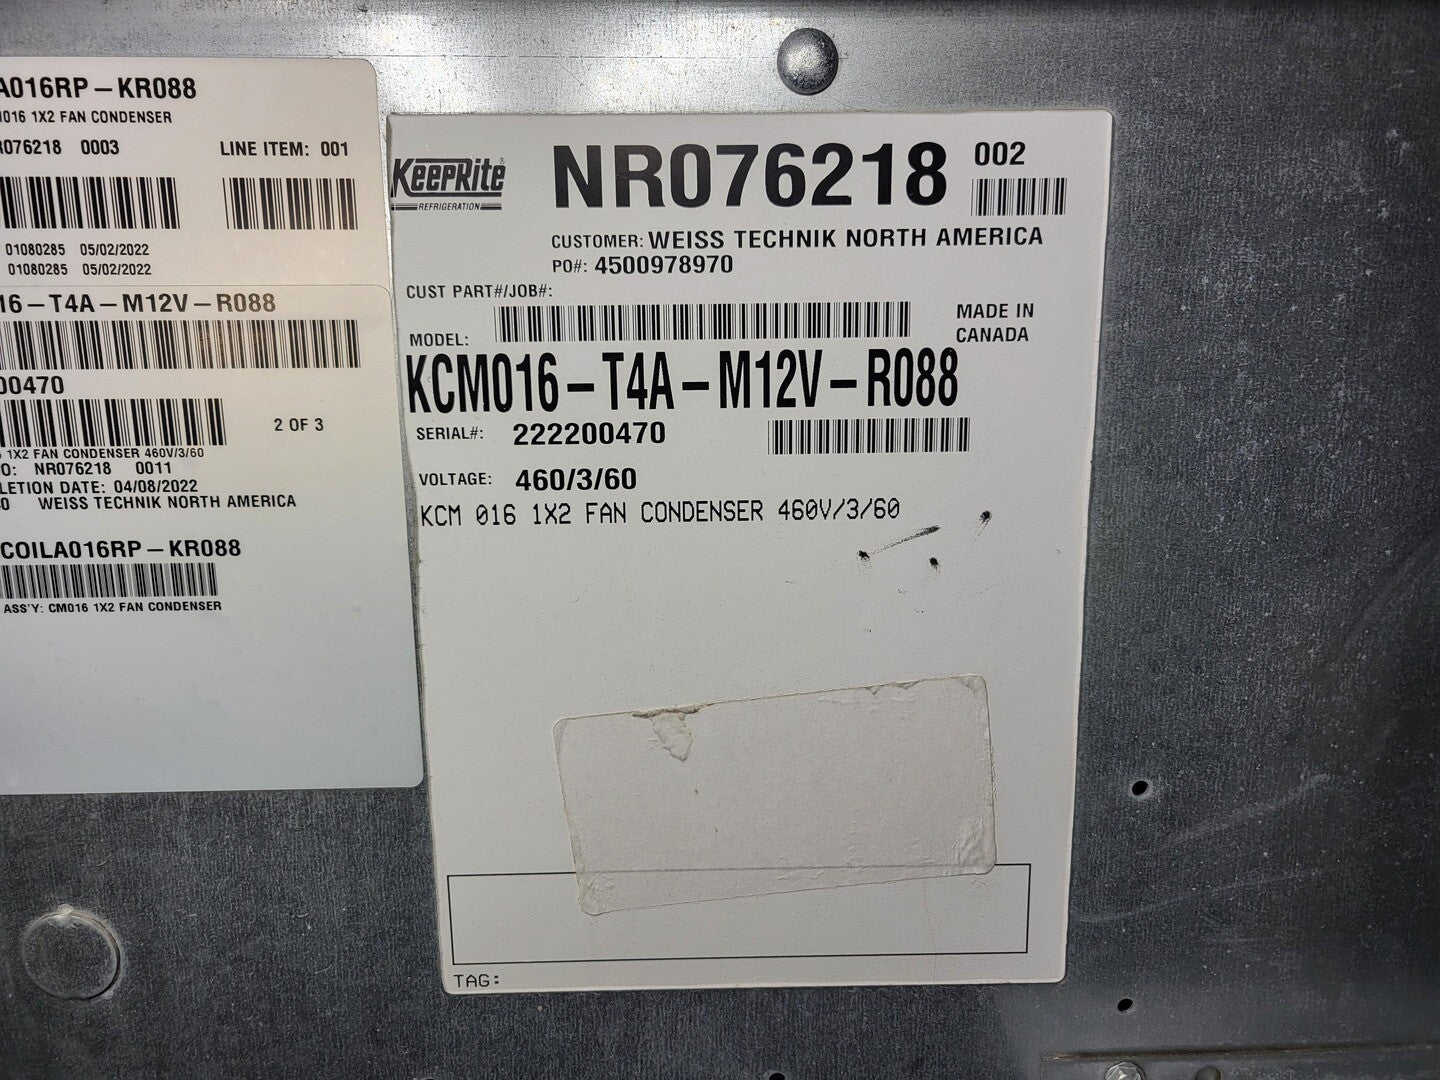 A016RP-KR088
M016 1X2 FAN CONDENSER
R076218 0003 LINE ITEM: 001
01080285 05/02/2022
01080285 05/02/2022
16-T4A-M12V-R088
00470
2 OF 3
1X2 FAN CONDENSER 460V/3/60
O: NR076218 0011
LETION DATE: 04/08/2022
0 WEISS TECHNIK NORTH AMERICA
COILA016RP-KR088
ASS'Y: CM016 1X2 FAN CONDENSER
KeepRite®
REFRIGERATION
NR076218 002
CUSTOMER: WEISS TECHNIK NORTH AMERICA
PO#: 4500978970
CUST PART#/JOB#:
MADE IN
CANADA
MODEL:
KCM016-T4A-M12V-R088
SERIAL#: 222200470
VOLTAGE: 460/3/60
KCM 016 1X2 FAN CONDENSER 460V/3/60
TAG: